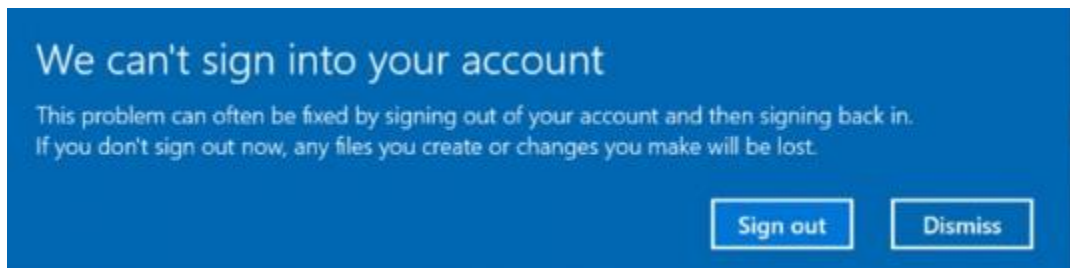 We can't sign into your account
This problem can often be fixed by signing out of your account and then signing back in.
If you don't sign out now, any files you create or changes you make will be lost.
Sign out Dismiss